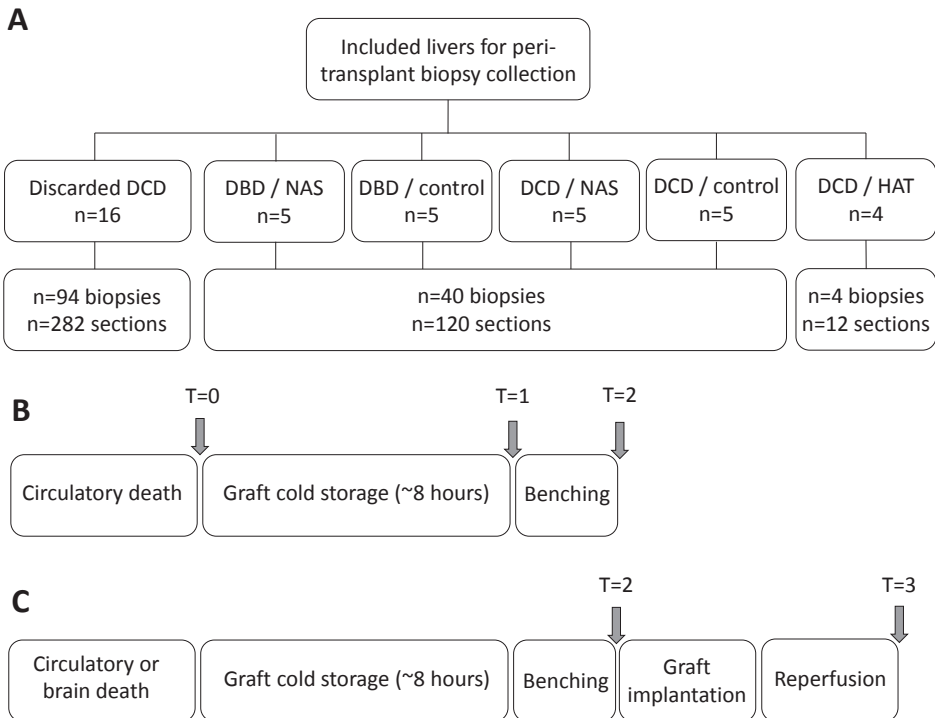 A
Included livers for peri-
transplant biopsy collection
Discarded DCD
n=16
DBD / NAS
n=5
DBD / control
n=5
DCD / NAS
n=5
DCD / control
n=5
DCD / HAT
n=4
n=94 biopsies
n=282 sections
n=40 biopsies
n=120 sections
n=4 biopsies
n=12 sections
B
T=0
T=1
T=2
Circulatory death
Graft cold storage (~8 hours)
Benching
C
T=2
T=3
Circulatory or
brain death
Graft cold storage (~8 hours)
Benching
Graft
implantation
Reperfusion